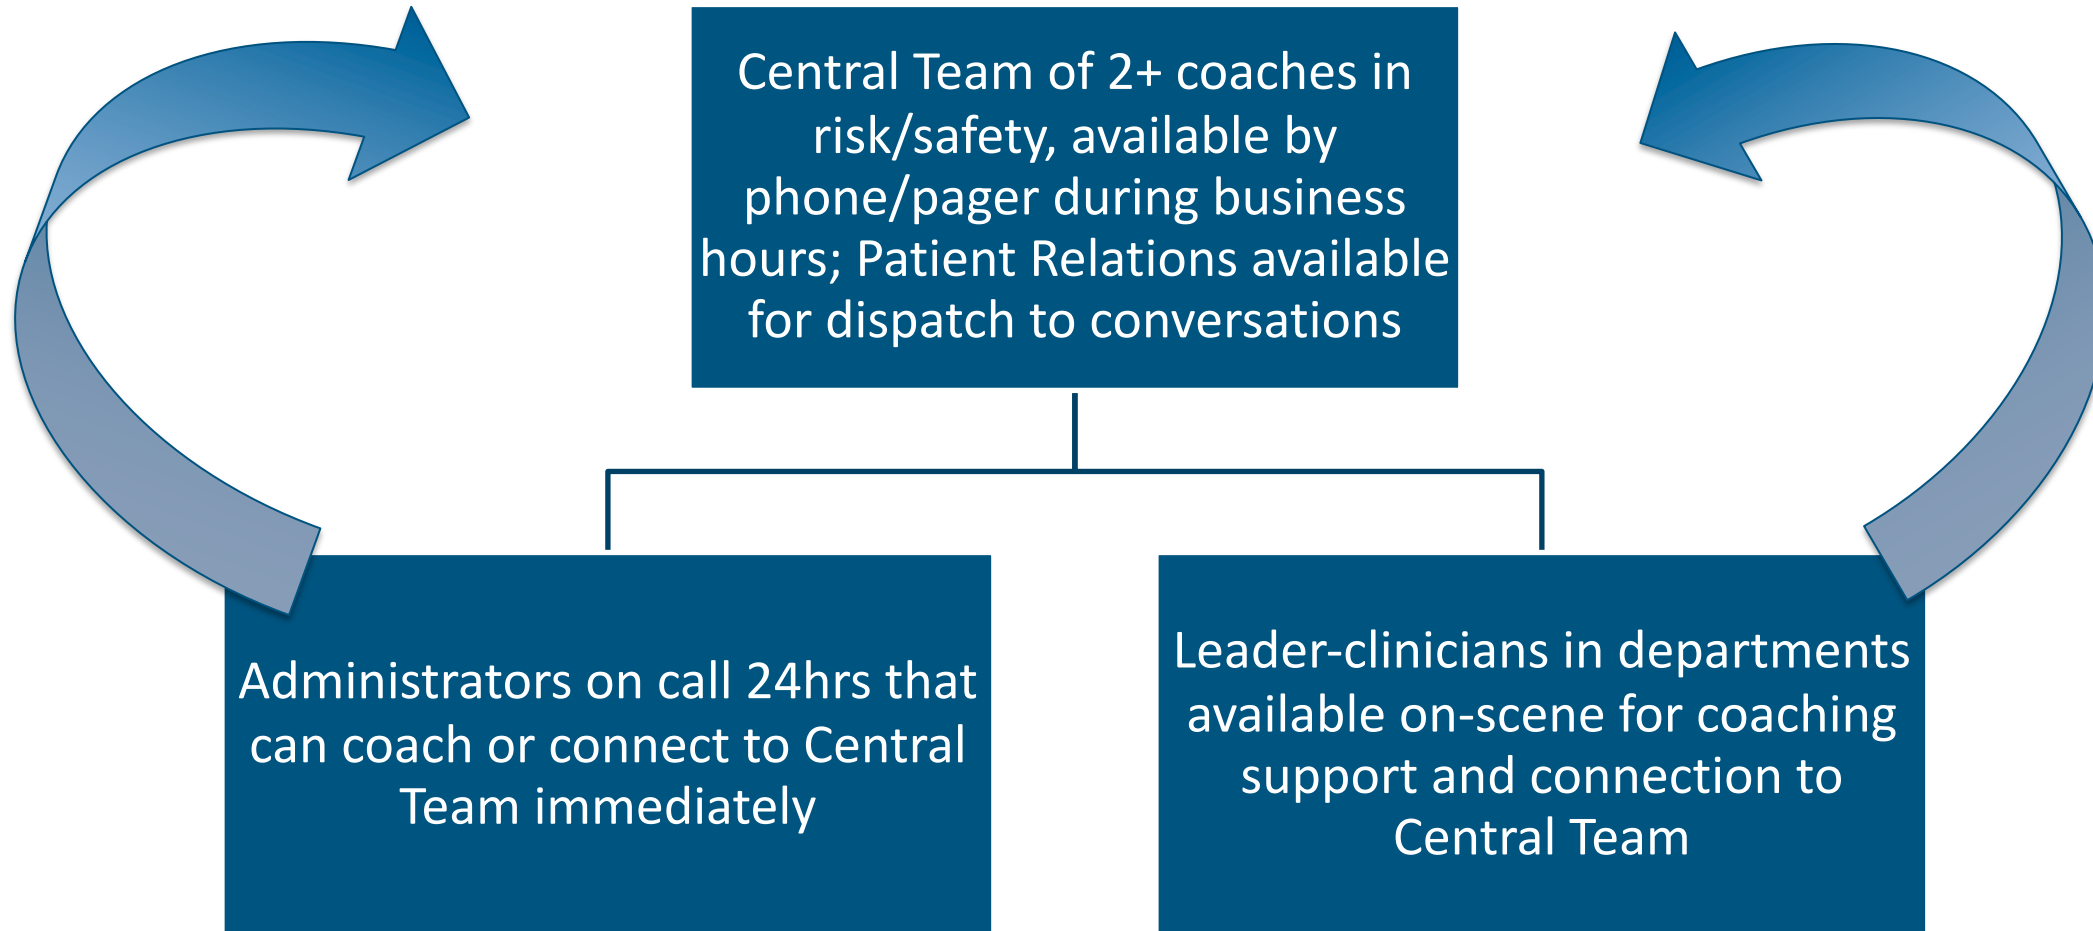 Central Team of 2+ coaches in
risk/safety, available by
phone/pager during business
hours; Patient Relations available
for dispatch to conversations
Administrators on call 24hrs that
can coach or connect to Central
Team immediately
Leader-clinicians in departments
available on-scene for coaching
support and connection to
Central Team